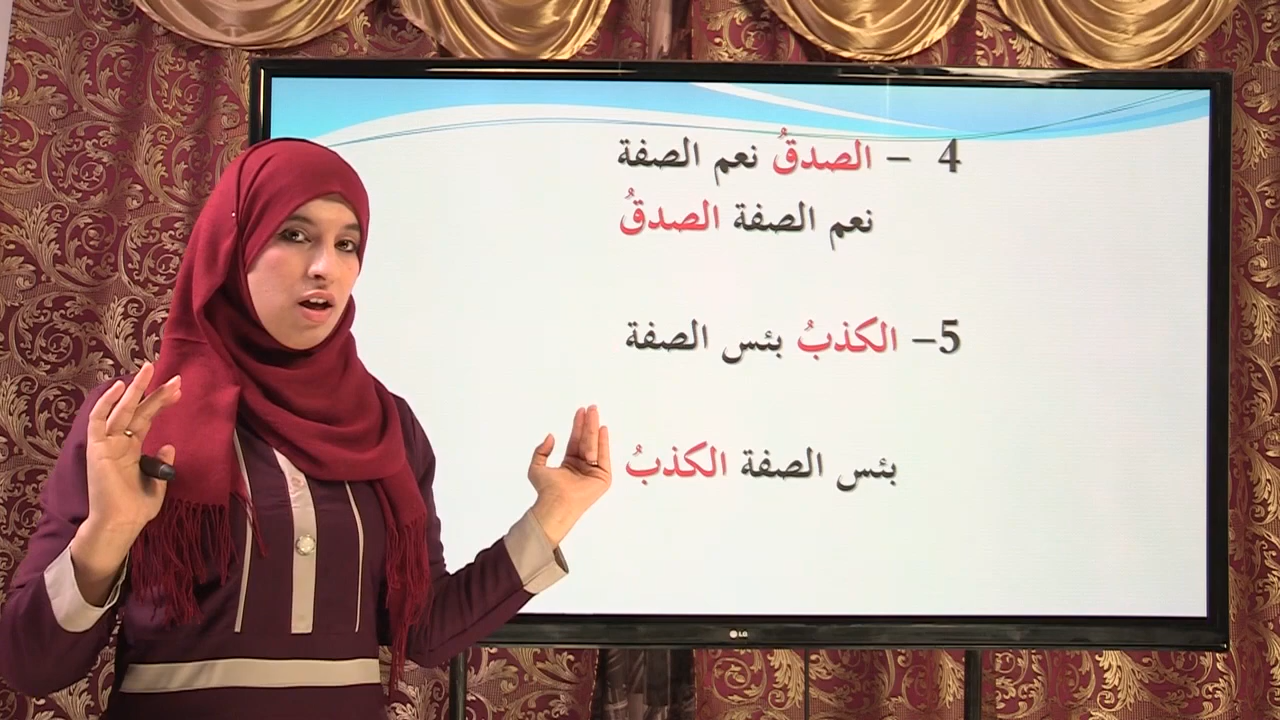 4 – الصدقُ نعم الصفة
نعم الصفة الصدقُ
5– الكذبُ بئس الصفة
بئس الصفة الكذبُ
LG